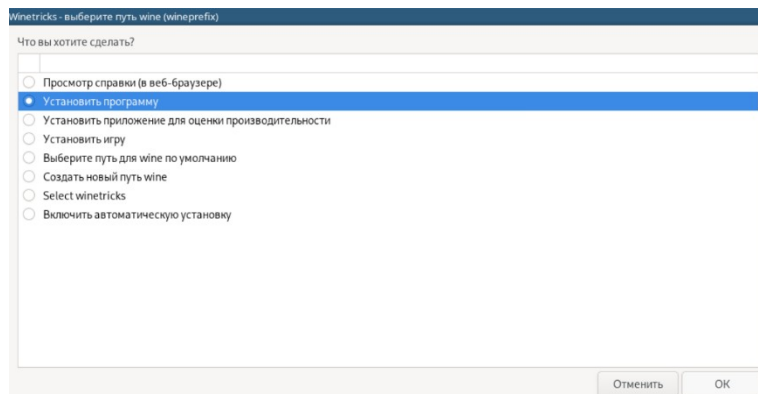 Winetricks - выберите путь wine (wineprefix)
Что вы хотите сделать?
Просмотр справки (в веб-браузере)
Установить программу
Установить приложение для оценки производительности
Установить игру
Выберите путь для wine по умолчанию
Создать новый путь wine
Select winetricks
Включить автоматическую установку
Отменить
OK